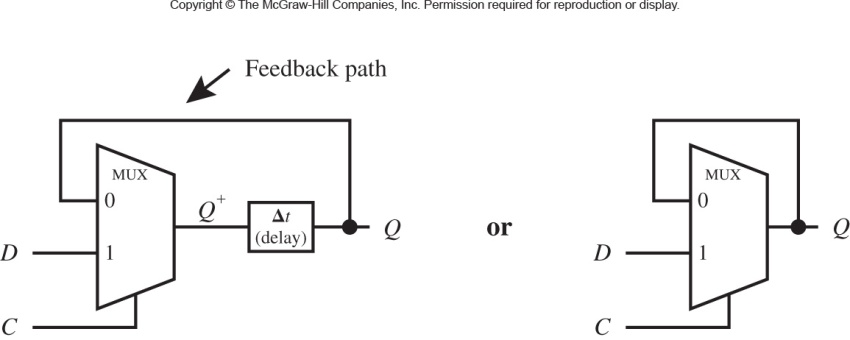 Copyright © The McGraw-Hill Companies, Inc. Permission required for reproduction or display.
Feedback path
MUX
0
Q+
Δt
(delay)
Q
D
1
C
or
MUX
0
Q
D
1
C